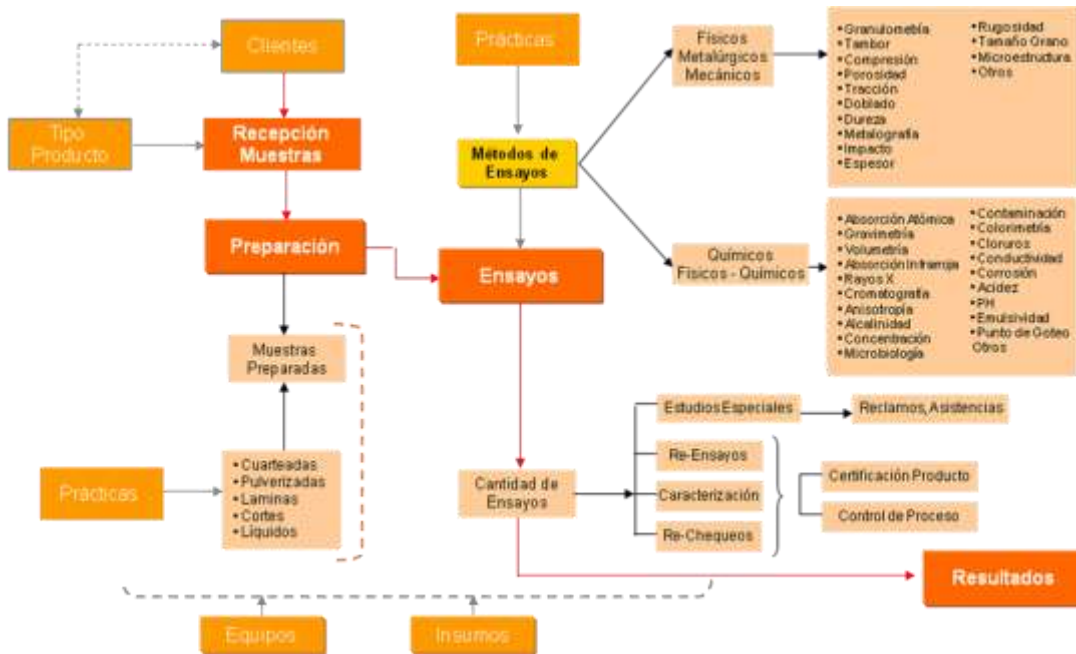 Clientes
Tipo
Producto
Recepción
Muestras
Preparación
Muestras
Preparadas
Prácticas
• Cuarteadas
• Pulverizadas
• Laminas
• Cortes
• Líquidos
Equipos
Insumos
Prácticas
Métodos de
Ensayos
Ensayos
Físicos
Metalúrgicos
Mecánicos
• Granulometría
• Tambor
• Compresión
• Porosidad
• Tracción
• Doblado
• Dureza
• Metalografía
• Impacto
• Espesor
• Rugosidad
• Tamaño Grano
• Microestructura
• Otros
Químicos
Físicos - Químicos
• Absorción Atómica
• Gravimetría
• Volumetría
• Absorción Infrarroja
• Rayos X
• Cromatografía
• Anisotropía
• Alcalinidad
• Concentración
• Microbiología
• Contaminación
• Colorimetría
• Cloruros
• Conductividad
• Corrosión
• Acidez
• PH
• Emulsividad
• Punto de Goteo
Otros
Cantidad de
Ensayos
Estudios Especiales
Reclamos, Asistencias
Re-Ensayos
Caracterización
Re-Chequeos
Certificación Producto
Control de Proceso
Resultados